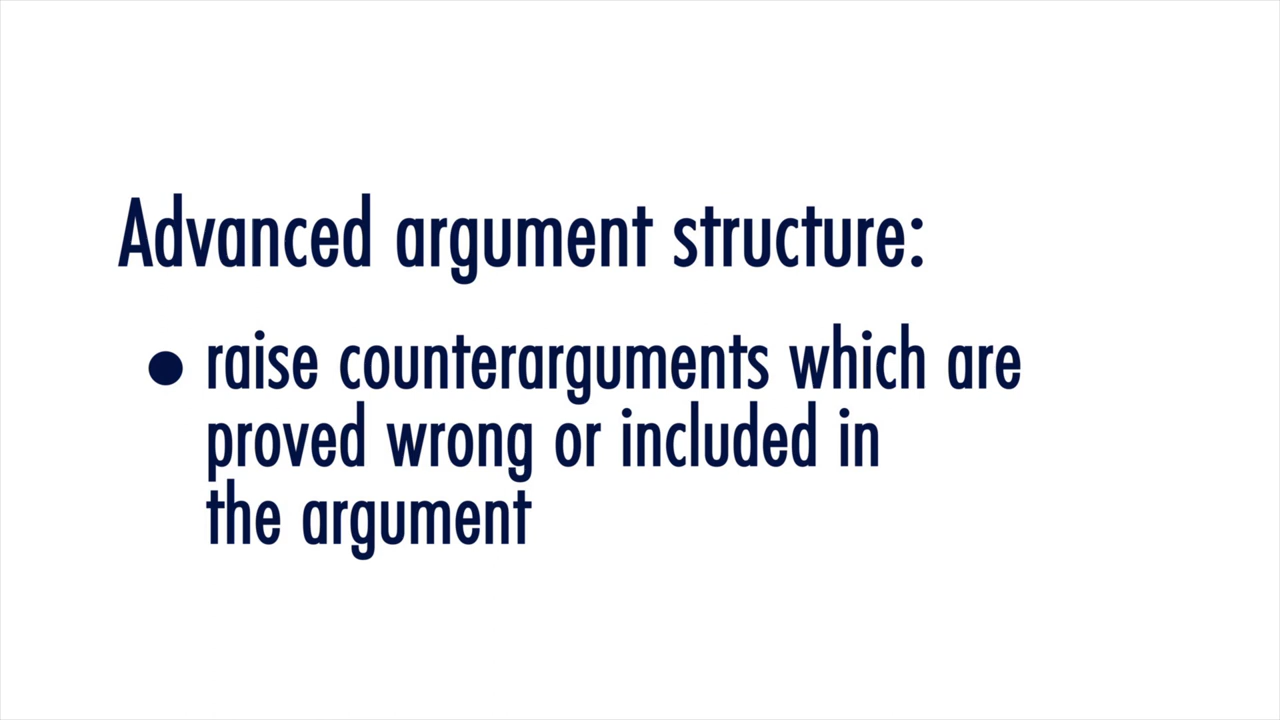 Advanced argument structure:
● raise counterarguments which are
proved wrong or included in
the argument